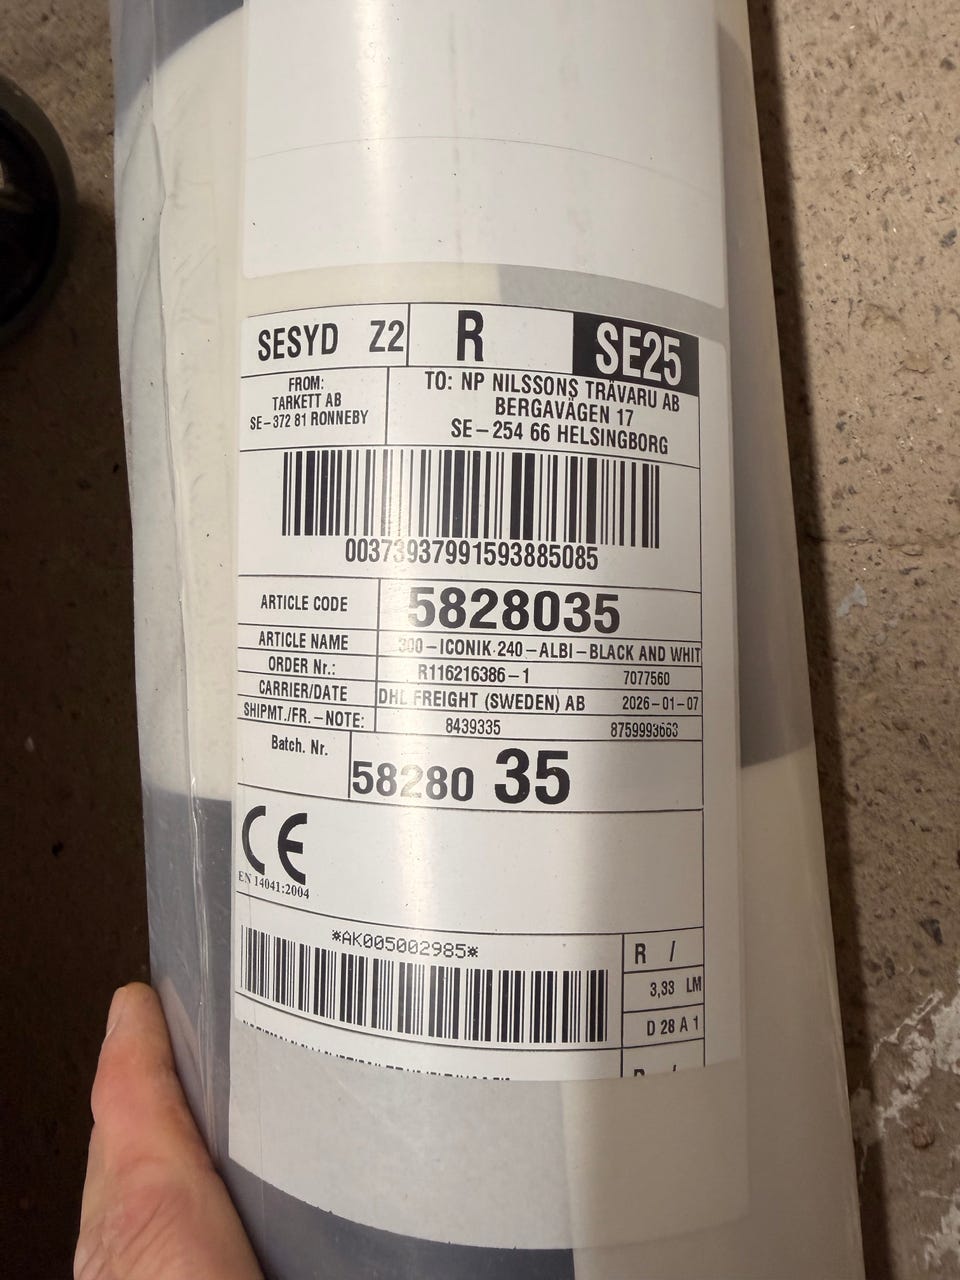 SESYD Z2 R SE25
FROM:
TARKETT AB
SE-372 81 RONNEBY
TO: NP NILSSONS TRÄVARU AB
BERGAVÄGEN 17
SE-254 66 HELSINGBORG
00373937991593885085
ARTICLE CODE 5828035
ARTICLE NAME 300-ICONIK 240-ALBI-BLACK AND WHIT
ORDER Nr.: R116216386-1 7077560
CARRIER/DATE DHL FREIGHT (SWEDEN) AB 2026-01-07
SHIPMT./FR.-NOTE: 8439335 8759993663
Batch. Nr. 58280 35
CE
EN 14041:2004
*AK005002985*
R /
3,33 LM
D 28 A 1